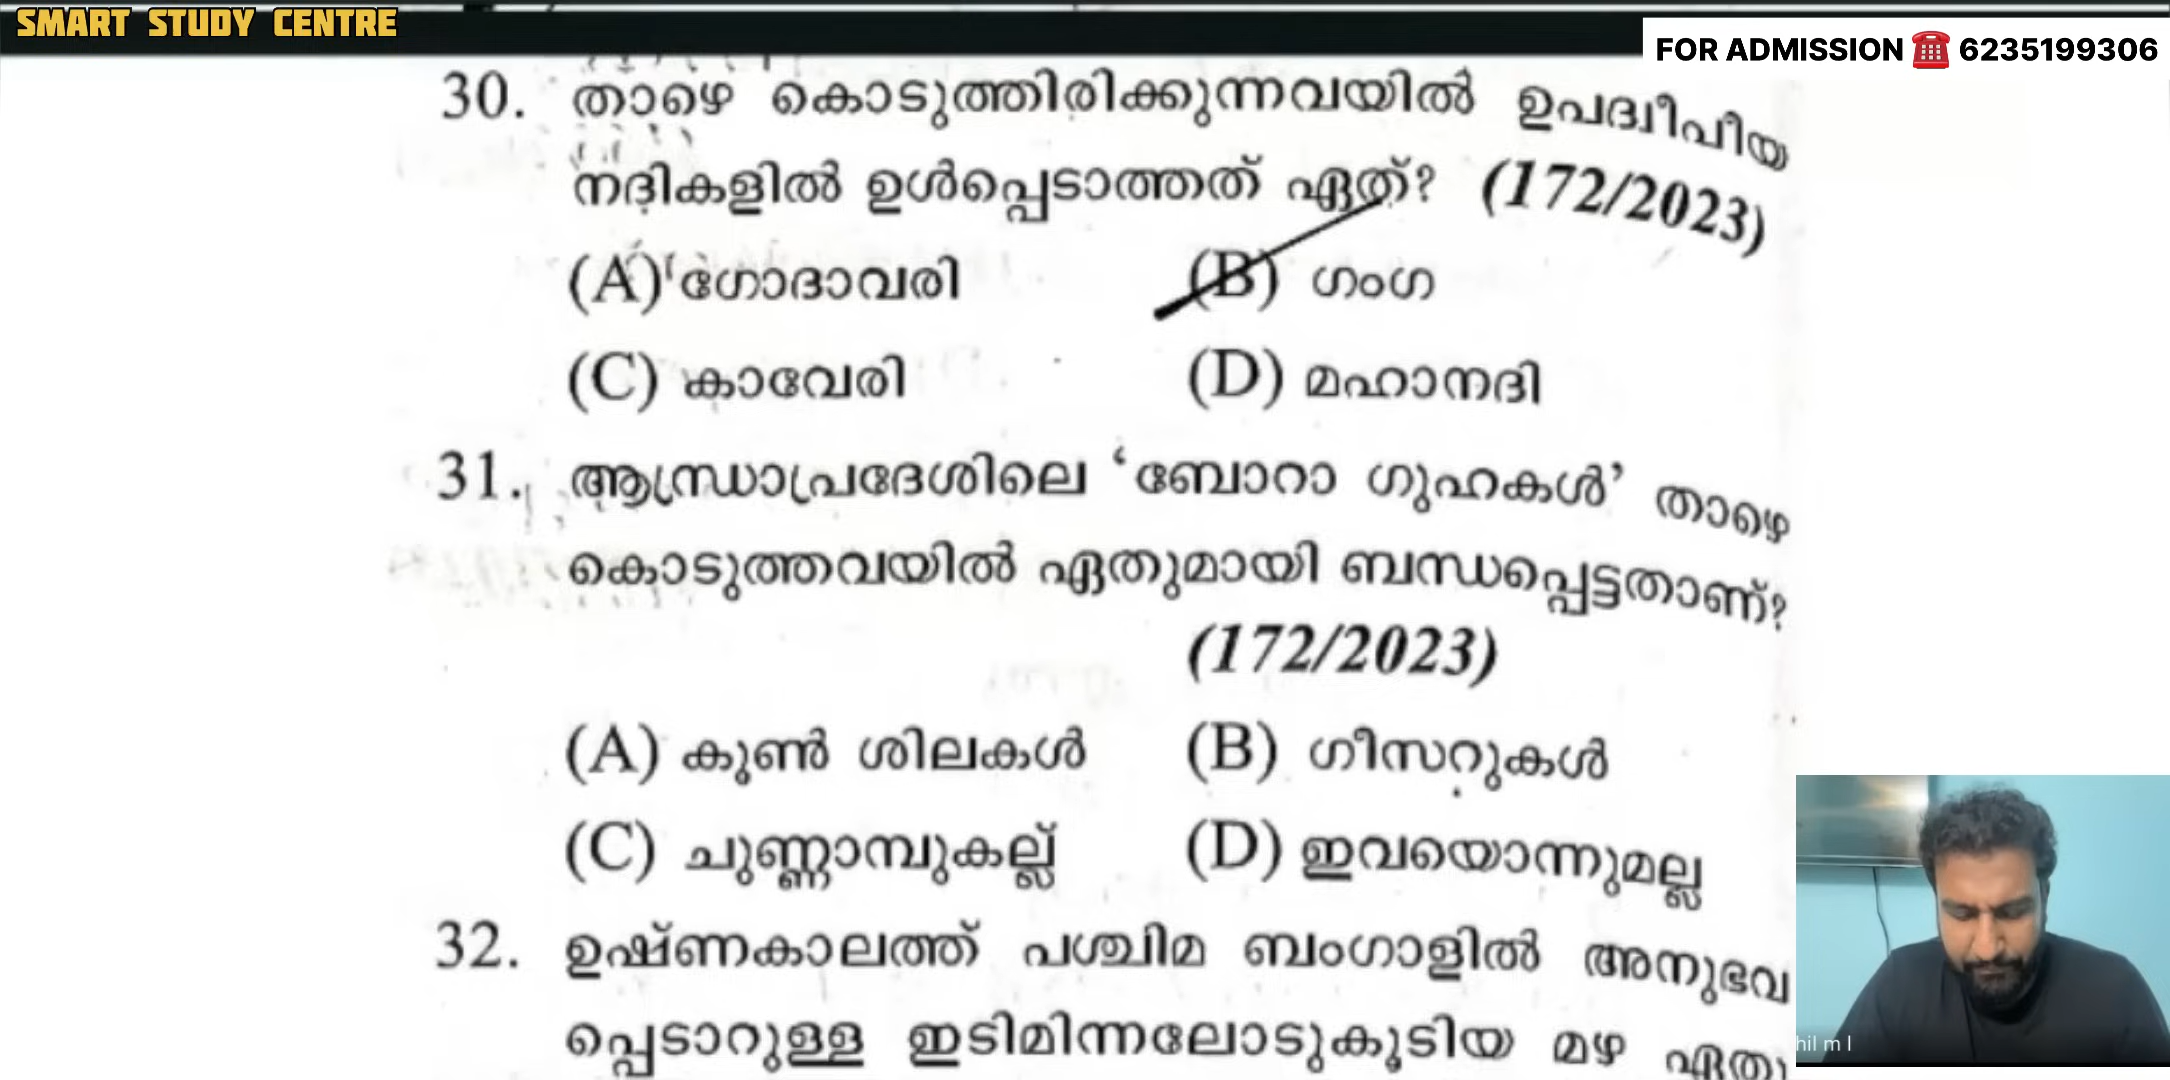 SMART STUDY CENTRE
FOR ADMISSION ☎️ 6235199306
30. താഴെ കൊടുത്തിരിക്കുന്നവയിൽ ഉപദ്വീപീയ
നദികളിൽ ഉൾപ്പെടാത്തത് ഏത്? (172/2023)
(A) ഗോദാവരി (B) ഗംഗ
(C) കാവേരി (D) മഹാനദി
31. ആന്ധ്രാപ്രദേശിലെ ‘ബോറാ ഗുഹകൾ’ താഴെ
കൊടുത്തവയിൽ ഏതുമായി ബന്ധപ്പെട്ടതാണ്?
(172/2023)
(A) കുൺ ശിലകൾ (B) ഗീസറുകൾ
(C) ചുണ്ണാമ്പുകല്ല് (D) ഇവയൊന്നുമല്ല
32. ഉഷ്ണകാലത്ത് പശ്ചിമ ബംഗാളിൽ അനുഭവ
പ്പെടാറുള്ള ഇടിമിന്നലോടുകൂടിയ മഴ ഏതു
hil m l